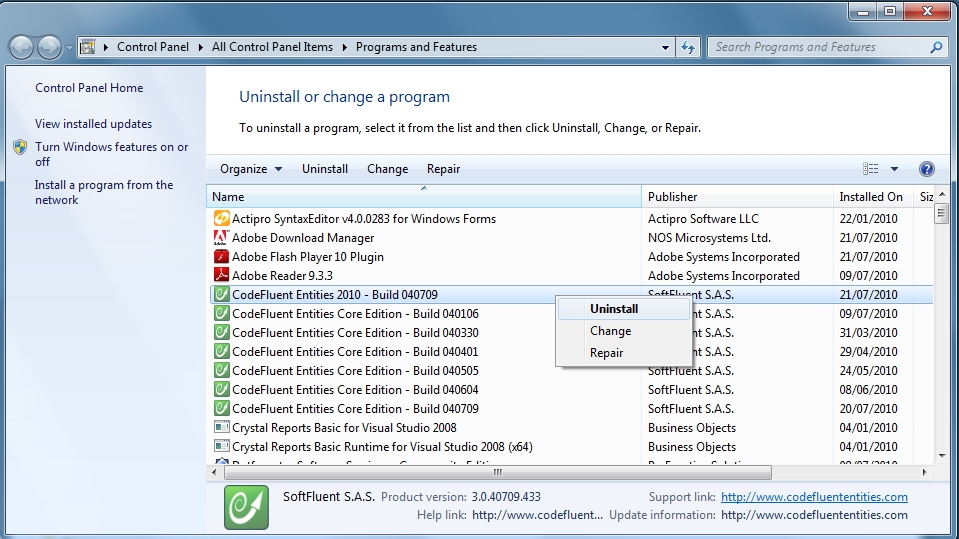 Control Panel ▸ All Control Panel Items ▸ Programs and Features
Search Programs and Features
Control Panel Home
View installed updates
Turn Windows features on or
off
Install a program from the
network
Uninstall or change a program
To uninstall a program, select it from the list and then click Uninstall, Change, or Repair.
Organize Uninstall Change Repair
Name Publisher Installed On Siz
Actipro SyntaxEditor v4.0.0283 for Windows Forms Actipro Software LLC 22/01/2010
Adobe Download Manager NOS Microsystems Ltd. 21/07/2010
Adobe Flash Player 10 Plugin Adobe Systems Incorporated 21/07/2010
Adobe Reader 9.3.3 Adobe Systems Incorporated 09/07/2010
CodeFluent Entities 2010 - Build 040709 SoftFluent S.A.S. 21/07/2010
CodeFluent Entities Core Edition - Build 040106 S.A.S. 09/07/2010
CodeFluent Entities Core Edition - Build 040330 S.A.S. 31/03/2010
CodeFluent Entities Core Edition - Build 040401 S.A.S. 29/04/2010
CodeFluent Entities Core Edition - Build 040505 SoftFluent S.A.S. 24/05/2010
CodeFluent Entities Core Edition - Build 040604 SoftFluent S.A.S. 08/06/2010
CodeFluent Entities Core Edition - Build 040709 SoftFluent S.A.S. 20/07/2010
Crystal Reports Basic for Visual Studio 2008 Business Objects 04/01/2010
Crystal Reports Basic Runtime for Visual Studio 2008 (x64) Business Objects 04/01/2010
Uninstall
Change
Repair
SoftFluent S.A.S. Product version: 3.0.40709.433 Support link: http://www.codefluententities.com
Help link: http://www.codefluent... Update information: http://www.codefluententities.com